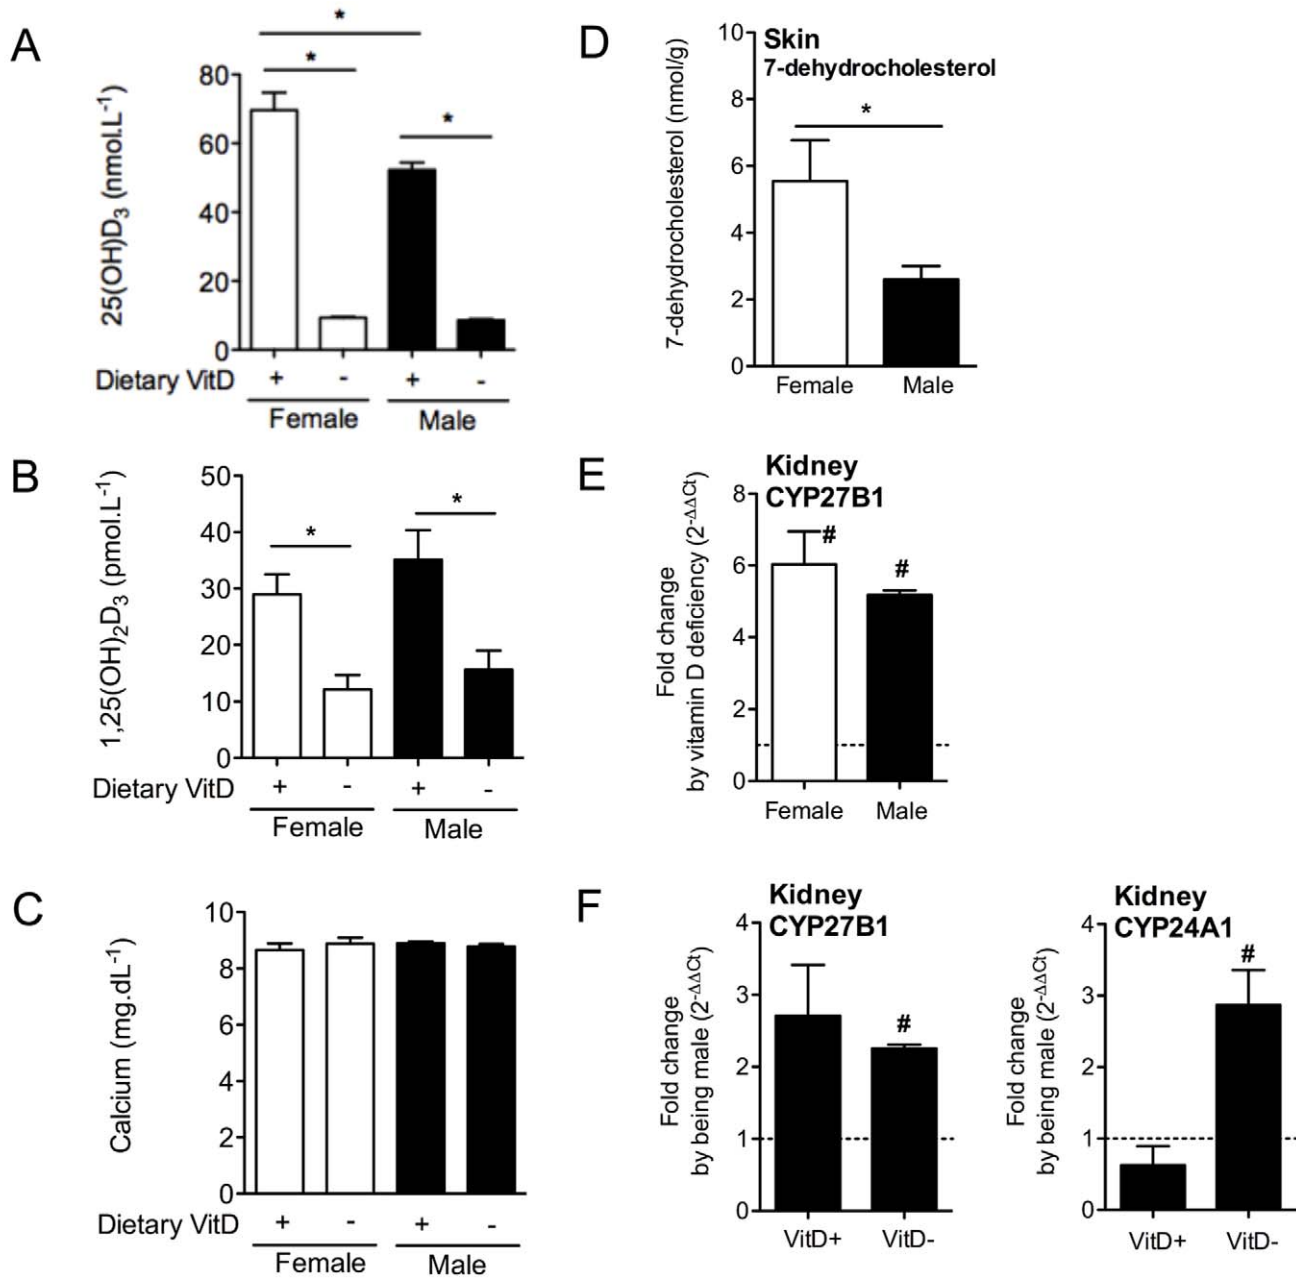 A
*
*
*
25(OH)D3 (nmol.L-1)
80
60
40
20
0
Dietary VitD + - + -
Female Male
B
*
*
1,25(OH)2D3 (pmol.L-1)
50
40
30
20
10
0
Dietary VitD + - + -
Female Male
C
Calcium (mg.dL-1)
10
8
6
4
2
0
Dietary VitD + - + -
Female Male
D
Skin
7-dehydrocholesterol
*
7-dehydrocholesterol (nmol/g)
10
8
6
4
2
0
Female Male
E
Kidney
CYP27B1
#
#
Fold change
by vitamin D deficiency (2-ΔΔCt)
8
6
4
2
0
Female Male
F
Kidney
CYP27B1
#
Fold change
by being male (2-ΔΔCt)
4
3
2
1
0
VitD+ VitD-
Kidney
CYP24A1
#
Fold change
by being male (2-ΔΔCt)
4
3
2
1
0
VitD+ VitD-